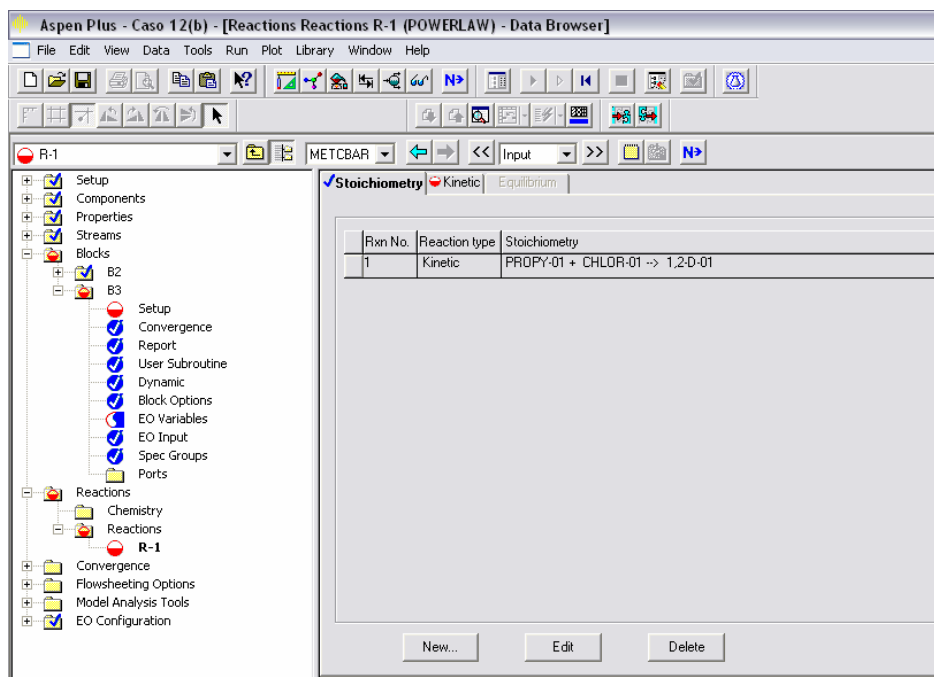 Aspen Plus - Caso 12(b) - [Reactions Reactions R-1 (POWERLAW) - Data Browser]
File Edit View Data Tools Run Plot Library Window Help
N>
R-1 METCBAR << Input >> N>
Setup
Components
Properties
Streams
Blocks
B2
B3
Setup
Convergence
Report
User Subroutine
Dynamic
Block Options
EO Variables
EO Input
Spec Groups
Ports
Reactions
Chemistry
Reactions
R-1
Convergence
Flowsheeting Options
Model Analysis Tools
EO Configuration
Stoichiometry Kinetic Equilibrium
Rxn No. Reaction type Stoichiometry
1 Kinetic PROPY-01 + CHLOR-01 --> 1,2-D-01
New... Edit Delete